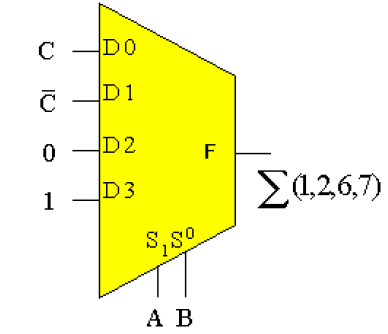 C D0
C̅ D1
0 D2 F
∑(1,2,6,7)
1 D3
S₁S⁰
A B